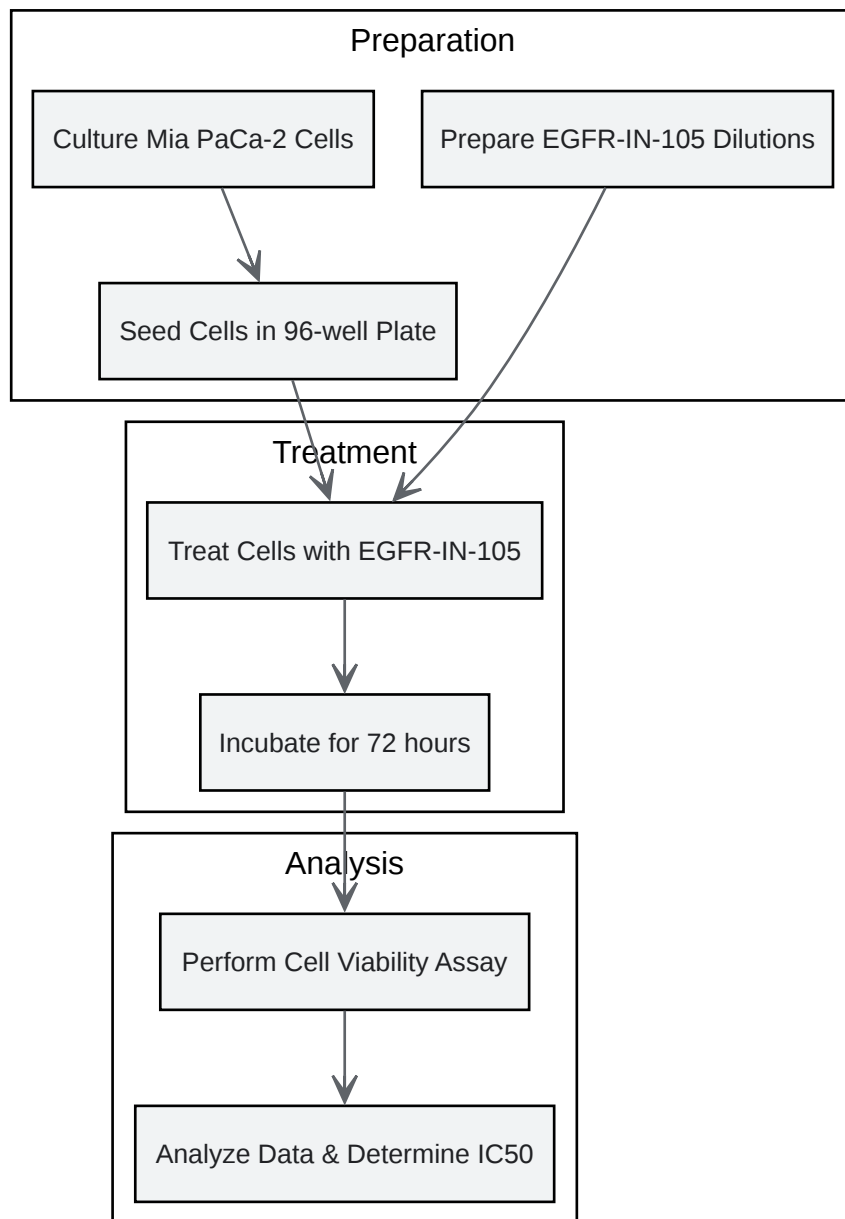 Preparation
Culture Mia PaCa-2 Cells
Prepare EGFR-IN-105 Dilutions
Seed Cells in 96-well Plate
Treatment
Treat Cells with EGFR-IN-105
Incubate for 72 hours
Analysis
Perform Cell Viability Assay
Analyze Data & Determine IC50